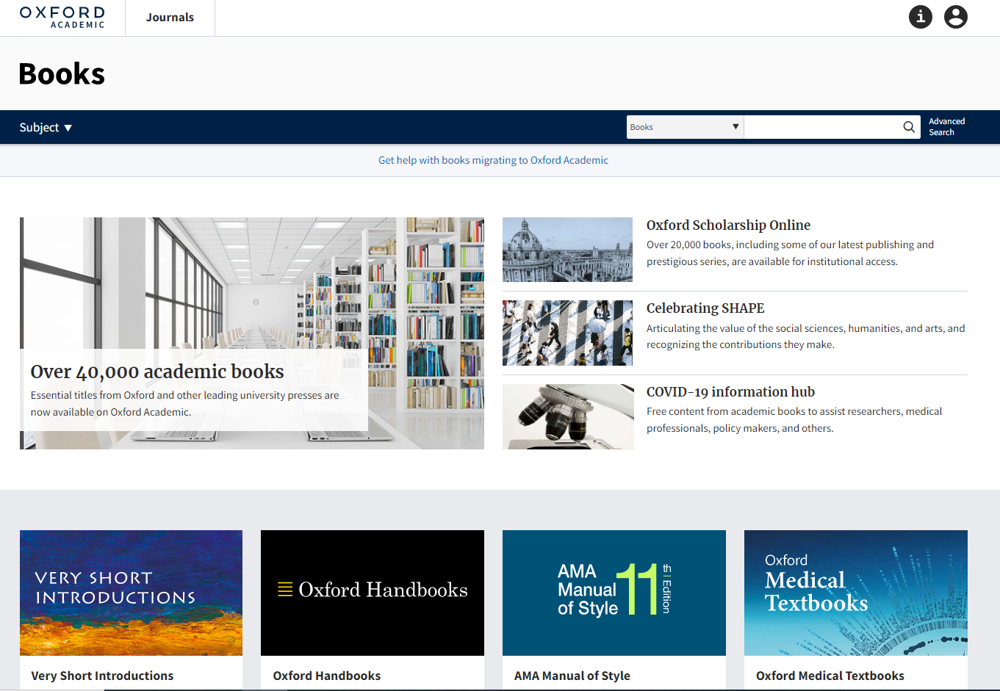 OXFORD
ACADEMIC
Journals
Books
Subject ▼
Books
Advanced
Search
Get help with books migrating to Oxford Academic
Over 40,000 academic books
Essential titles from Oxford and other leading university presses are
now available on Oxford Academic.
Oxford Scholarship Online
Over 20,000 books, including some of our latest publishing and
prestigious series, are available for institutional access.
Celebrating SHAPE
Articulating the value of the social sciences, humanities, and arts, and
recognizing the contributions they make.
COVID-19 information hub
Free content from academic books to assist researchers, medical
professionals, policy makers, and others.
VERY SHORT
INTRODUCTIONS
Very Short Introductions
Oxford Handbooks
Oxford Handbooks
AMA
Manual
of Style
11
th Edition
AMA Manual of Style
Oxford
Medical
Textbooks
Oxford Medical Textbooks